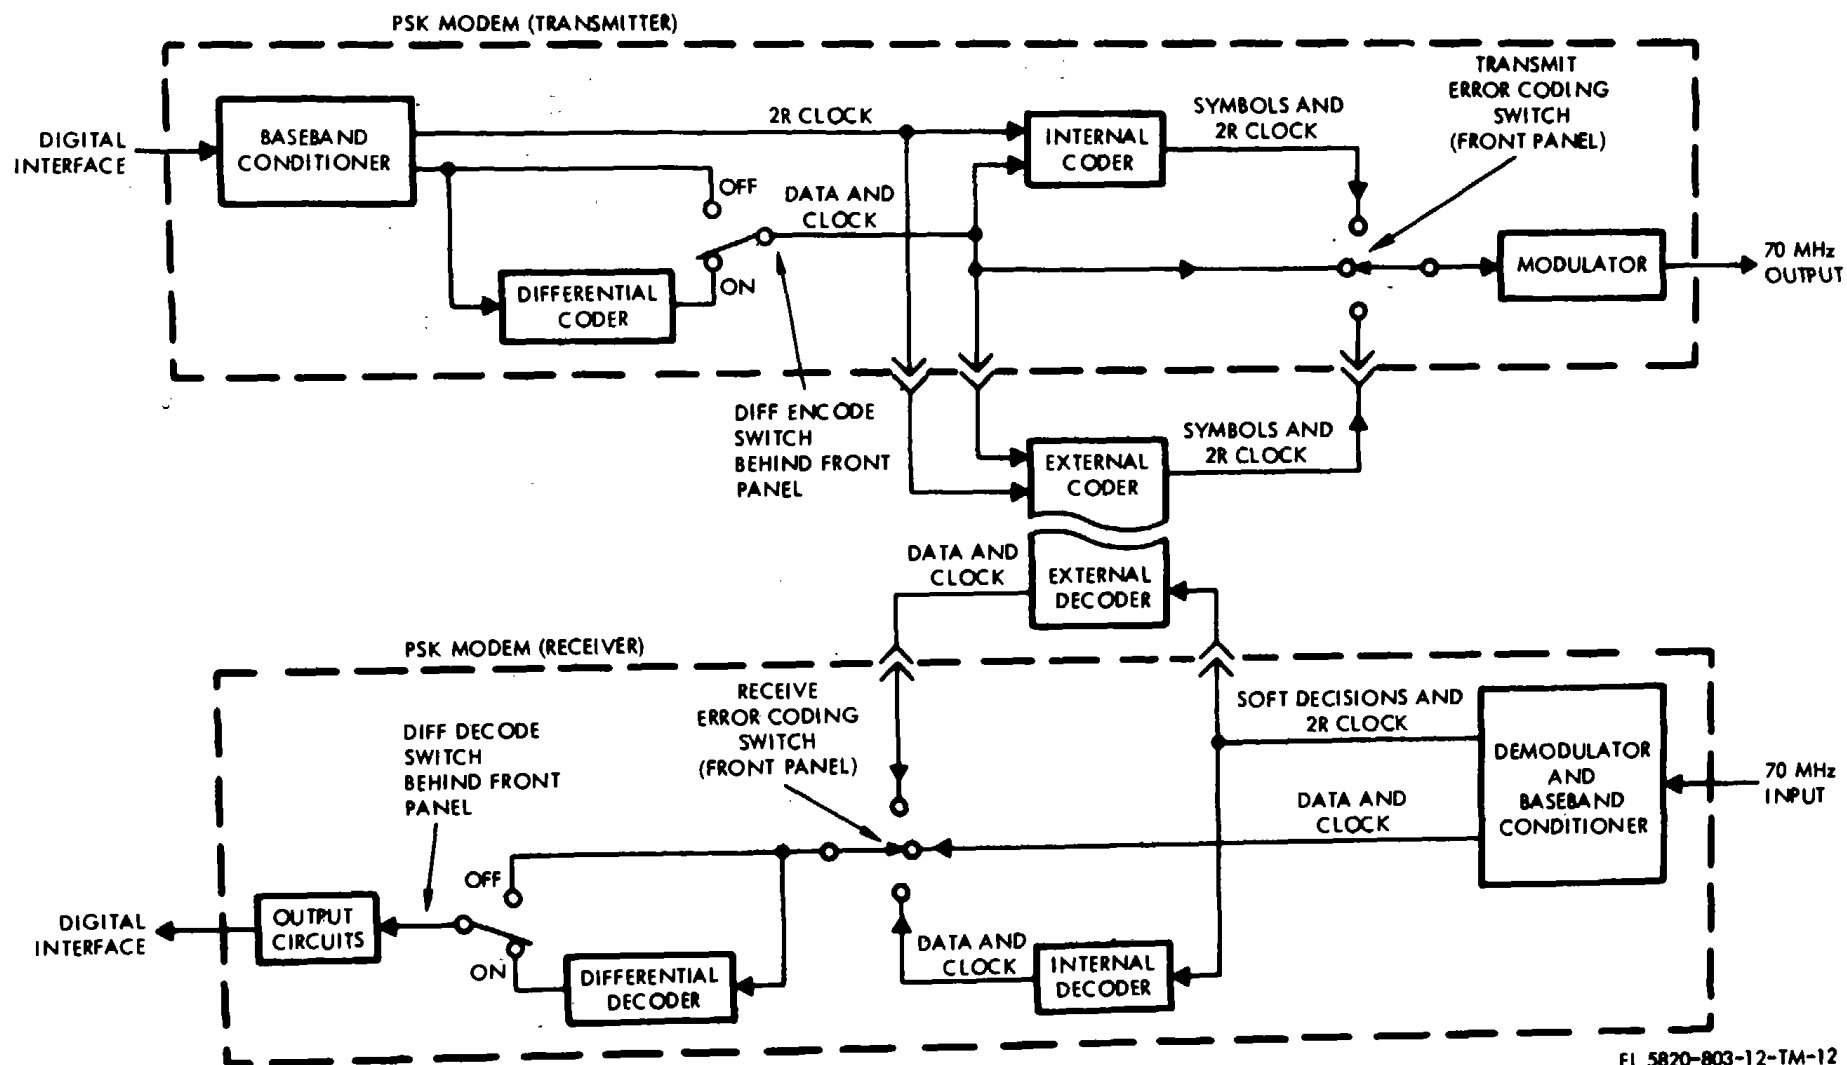 PSK MODEM (TRANSMITTER)
DIGITAL
INTERFACE
BASEBAND
CONDITIONER
2R CLOCK
OFF
DATA AND
CLOCK
ON
DIFFERENTIAL
CODER
INTERNAL
CODER
SYMBOLS AND
2R CLOCK
TRANSMIT
ERROR CODING
SWITCH
(FRONT PANEL)
MODULATOR
70 MHz
OUTPUT
DIFF ENCODE
SWITCH
BEHIND FRONT
PANEL
EXTERNAL
CODER
SYMBOLS AND
2R CLOCK
DATA AND
CLOCK
EXTERNAL
DECODER
PSK MODEM (RECEIVER)
DIFF DECODE
SWITCH
BEHIND FRONT
PANEL
RECEIVE
ERROR CODING
SWITCH
(FRONT PANEL)
SOFT DECISIONS AND
2R CLOCK
DATA AND
CLOCK
DEMODULATOR
AND
BASEBAND
CONDITIONER
70 MHz
INPUT
DIGITAL
INTERFACE
OUTPUT
CIRCUITS
OFF
ON
DIFFERENTIAL
DECODER
DATA AND
CLOCK
INTERNAL
DECODER
EL 5820-803-12-TM-12